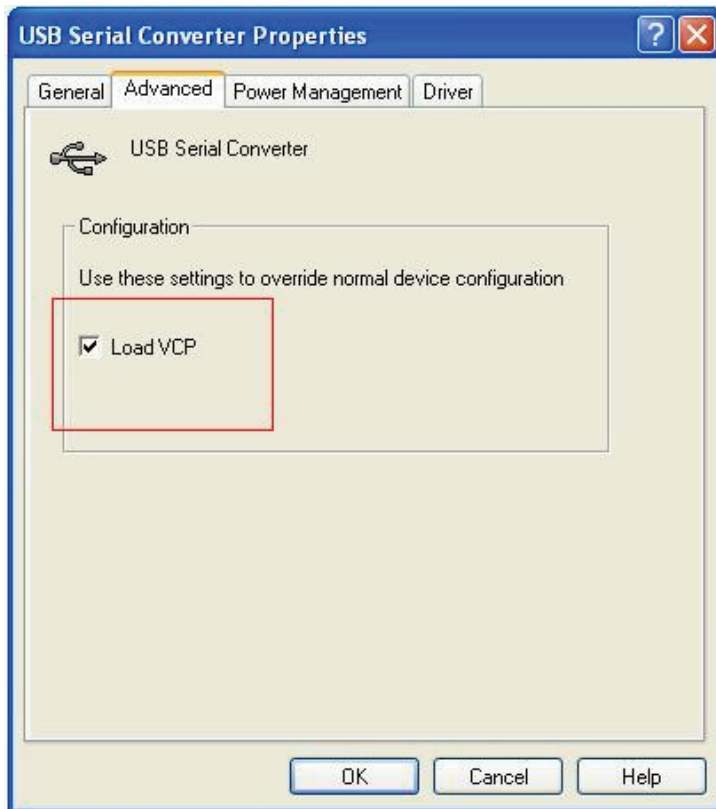 USB Serial Converter Properties
General Advanced Power Management Driver
USB Serial Converter
Configuration
Use these settings to override normal device configuration
Load VCP
OK Cancel Help